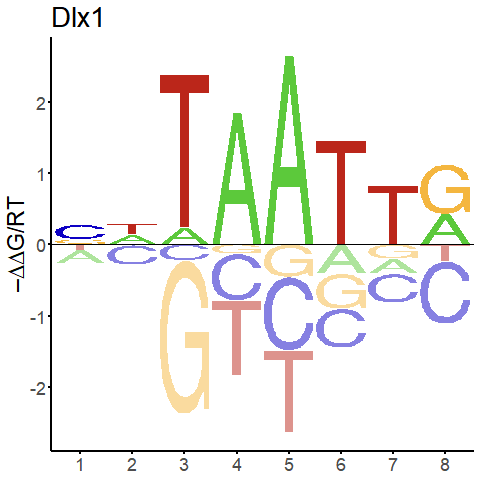 Dlx1
−ΔΔG/RT
2
1
0
-1
-2
C T T A A T T G
G A A A
A C C G G A G T
G C C G A C
T T C C
1 2 3 4 5 6 7 8